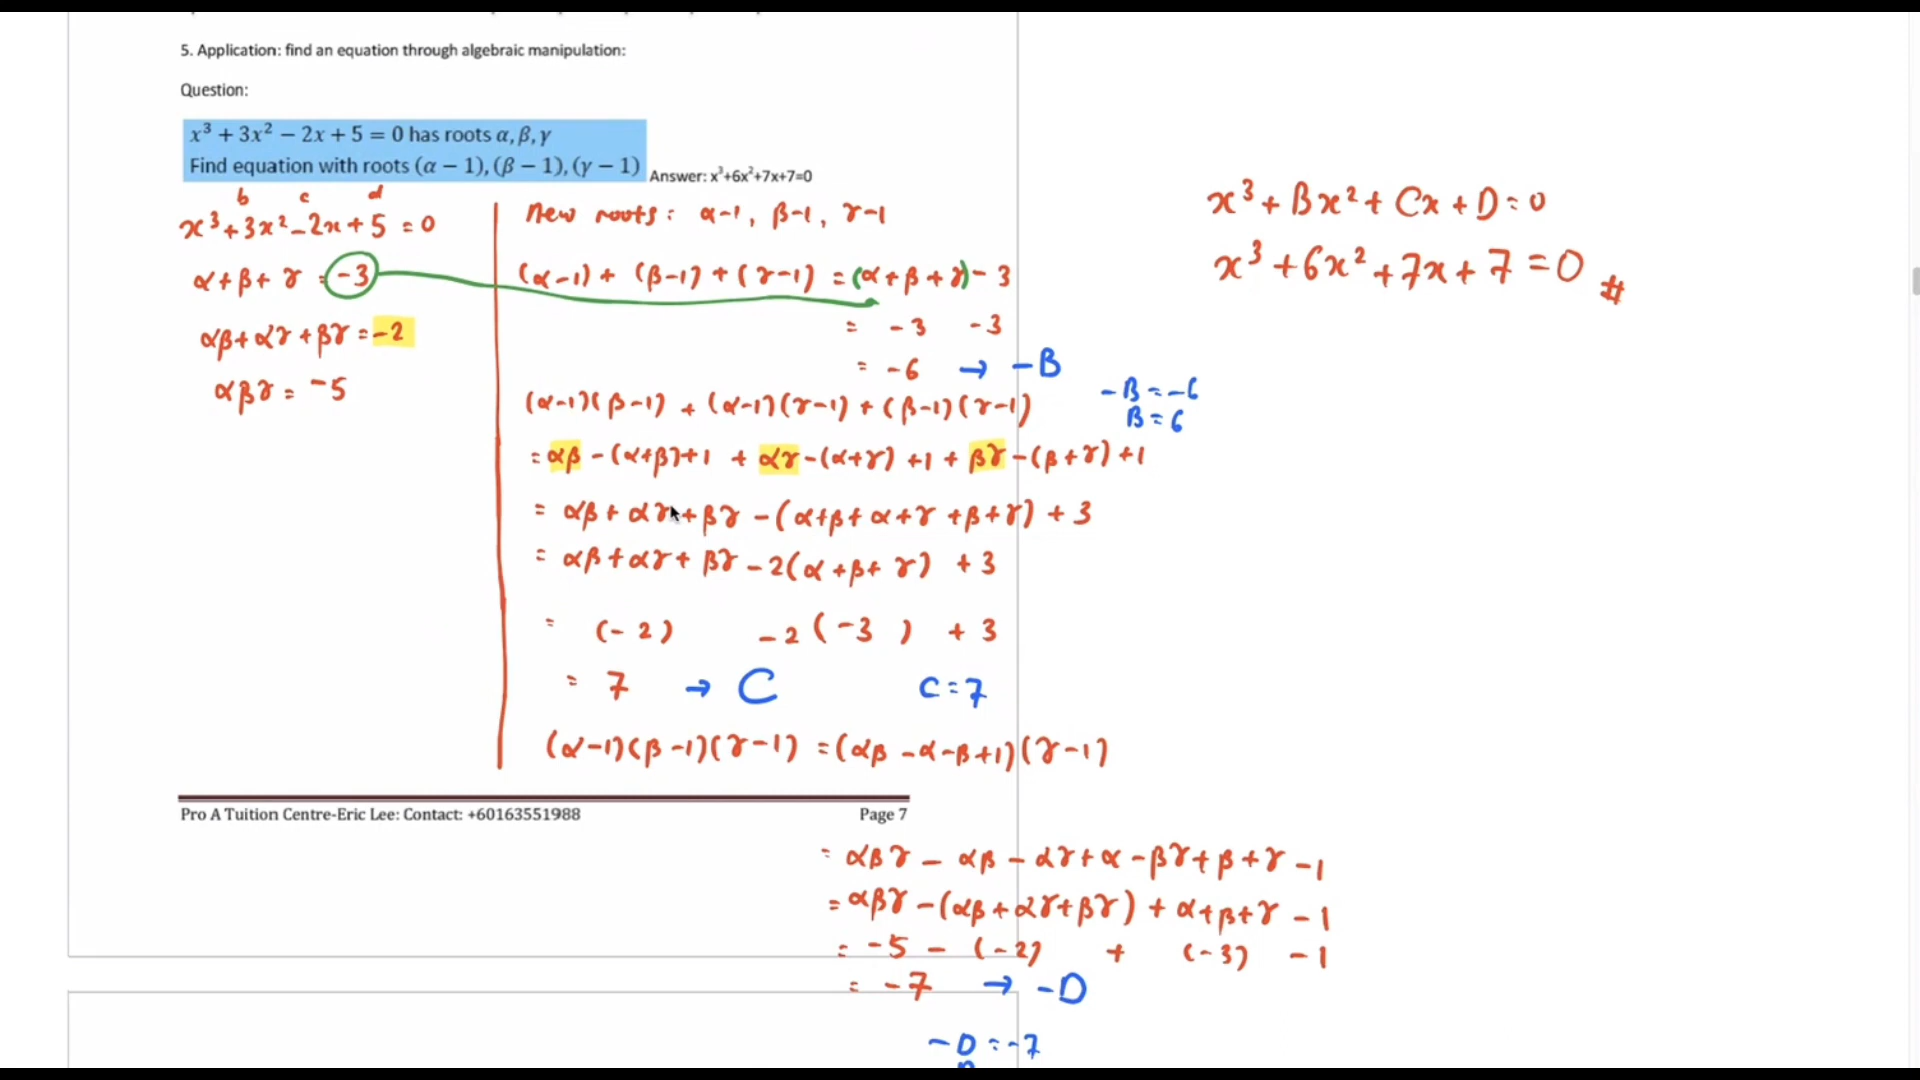 5. Application: find an equation through algebraic manipulation:
Question:
x³ + 3x² − 2x + 5 = 0 has roots α, β, γ
Find equation with roots (α − 1), (β − 1), (γ − 1)
Answer: x³+6x²+7x+7=0
b c d
x³ + 3x² − 2x + 5 = 0
α + β + γ = −3
αβ + αγ + βγ = −2
αβγ = −5
New roots: α−1, β−1, γ−1
(α−1) + (β−1) + (γ−1) = (α + β + γ) − 3
= −3 −3
= −6 → −B
−B = −6
B = 6
(α−1)(β−1) + (α−1)(γ−1) + (β−1)(γ−1)
= αβ − (α+β)+1 + αγ − (α+γ) +1 + βγ − (β+γ) +1
= αβ + αγ + βγ − (α+β+α+γ+β+γ) + 3
= αβ + αγ + βγ − 2(α + β + γ) + 3
= (−2) −2 (−3) + 3
= 7 → C C = 7
(α−1)(β−1)(γ−1) = (αβ − α − β + 1)(γ−1)
Pro A Tuition Centre-Eric Lee: Contact: +60163551988 Page 7
= αβγ − αβ − αγ + α − βγ + β + γ − 1
= αβγ − (αβ + αγ + βγ) + α + β + γ − 1
= −5 − (−2) + (−3) − 1
= −7 → −D
−D = −7
x³ + Bx² + Cx + D = 0
x³ + 6x² + 7x + 7 = 0 #